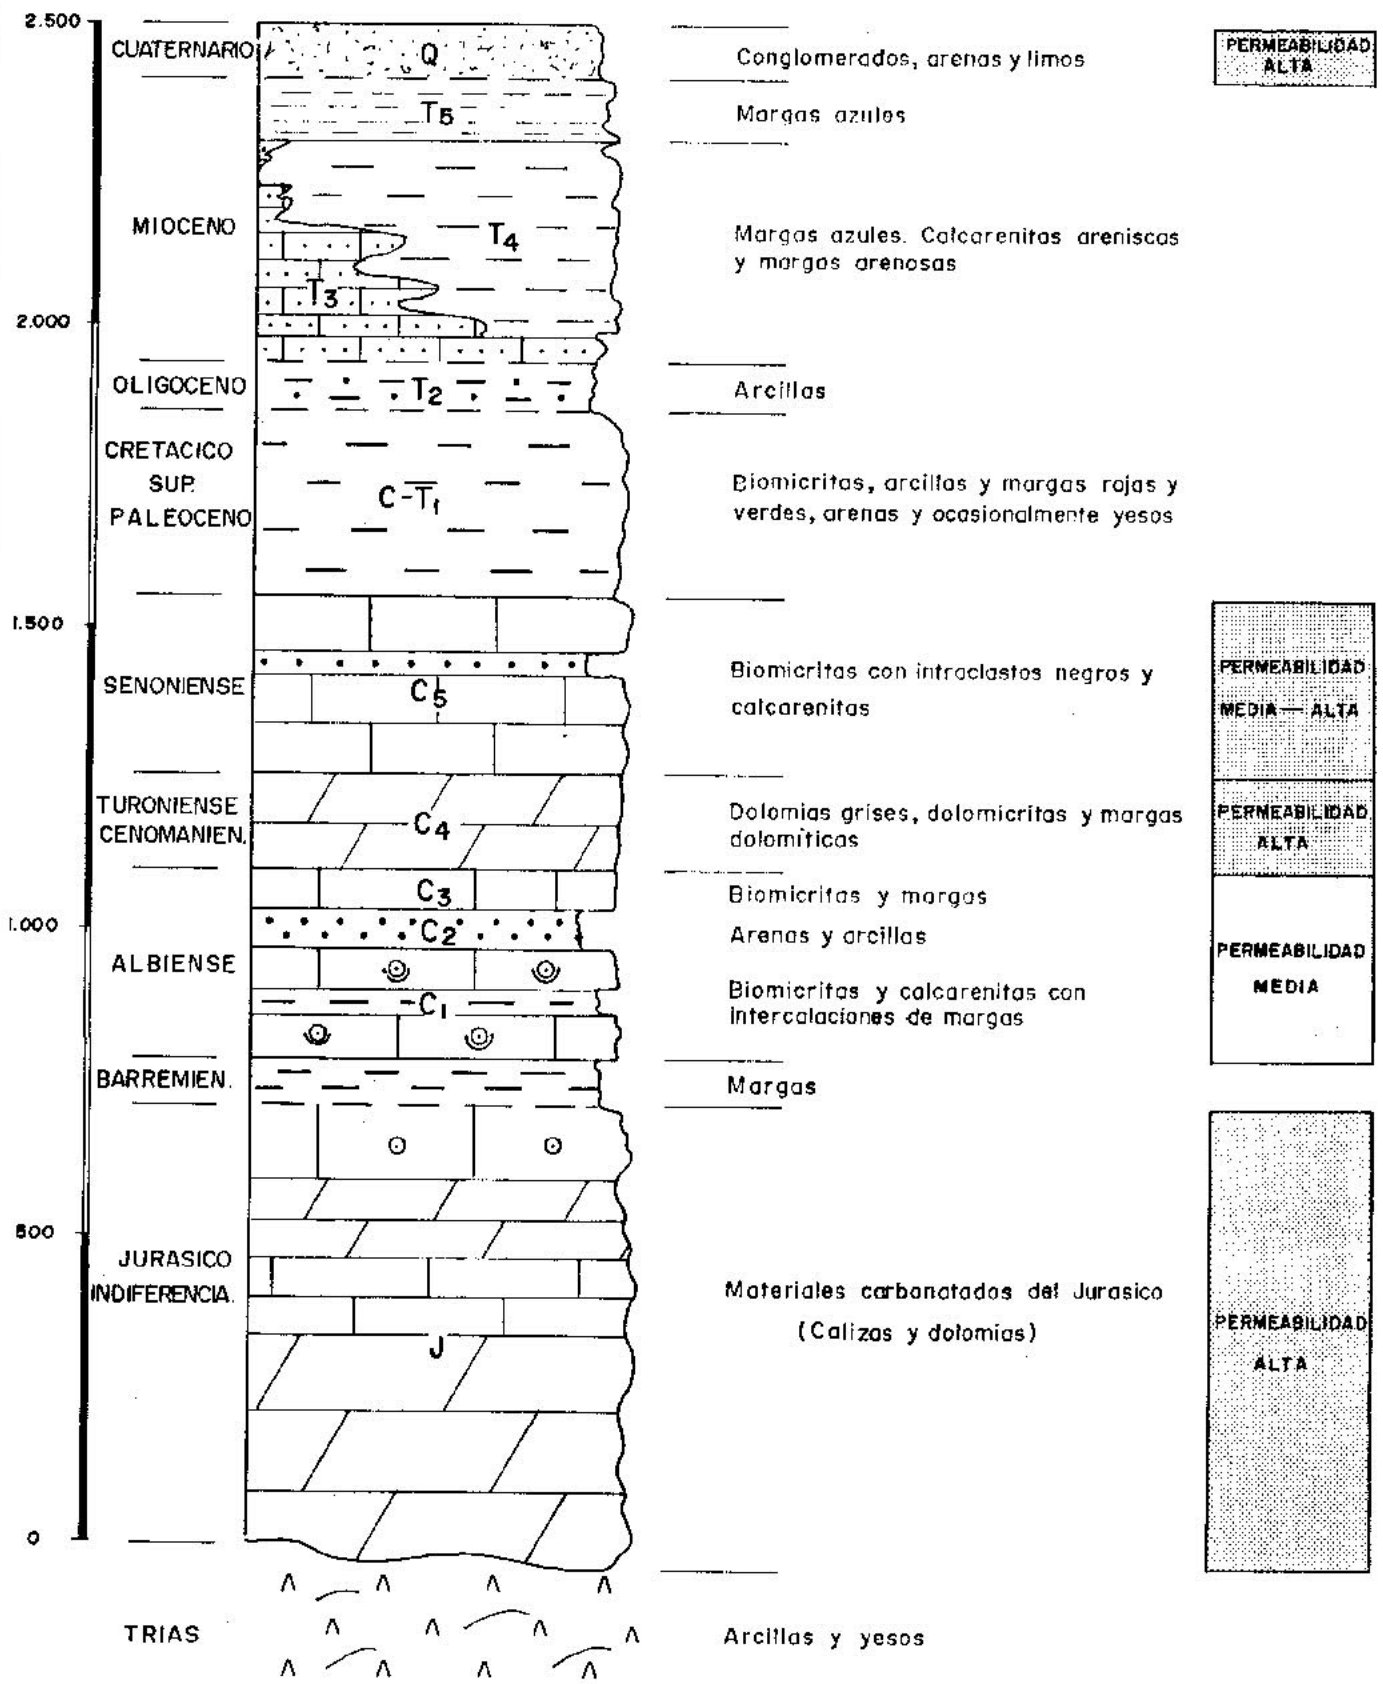 2.500
CUATERNARIO
Q
Conglomerados, arenas y limos
PERMEABILIDAD
ALTA
T5
Margas azules
MIOCENO
T4
T3
Margas azules. Calcarenitas areniscas
y margas arenosas
2.000
OLIGOCENO
T2
Arcillas
CRETACICO
SUP.
PALEOCENO
C-T1
Biomicritas, arcillas y margas rojas y
verdes, arenas y ocasionalmente yesos
1.500
SENONIENSE
C5
Biomicritas con intraclastos negros y
calcarenitas
PERMEABILIDAD
MEDIA — ALTA
TURONIENSE
CENOMANIEN.
C4
Dolomias grises, dolomicritas y margas
dolomíticas
PERMEABILIDAD
ALTA
C3
Biomicritas y margas
1.000
C2
Arenas y arcillas
ALBIENSE
C1
Biomicritas y calcarenitas con
intercalaciones de margas
PERMEABILIDAD
MEDIA
BARREMIEN.
Margas
500
JURASICO
INDIFERENCIA.
J
Materiales carbonatados del Jurasico
(Calizas y dolomias)
PERMEABILIDAD
ALTA
0
TRIAS
Arcillas y yesos